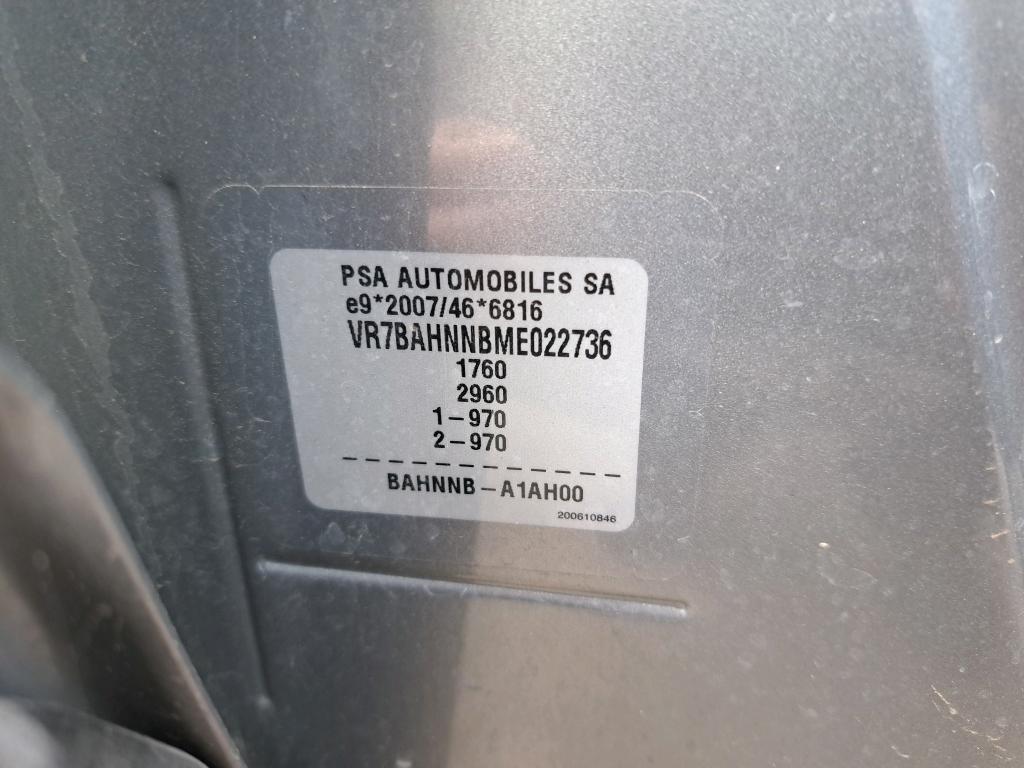 PSA AUTOMOBILES SA
e9*2007/46*6816
VR7BAHNNBME022736
1760
2960
1-970
2-970
BAHNNB-A1AH00
200610846